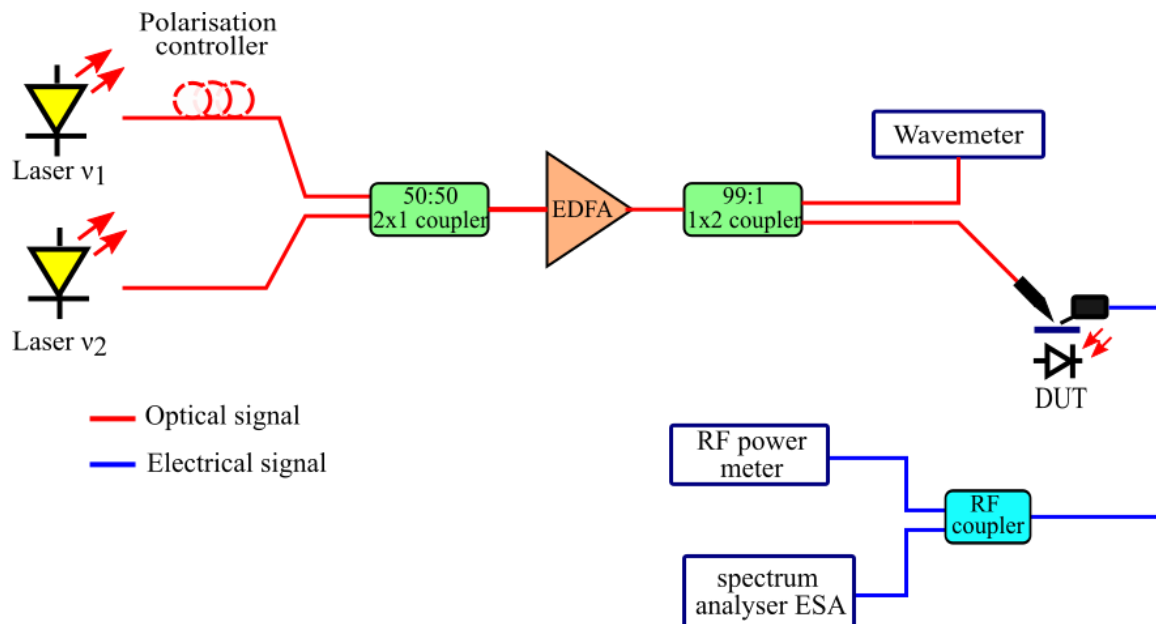 Polarisation
controller
Laser ν1
Wavemeter
50:50
2x1 coupler
EDFA
99:1
1x2 coupler
Laser ν2
DUT
Optical signal
Electrical signal
RF power
meter
RF
coupler
spectrum
analyser ESA